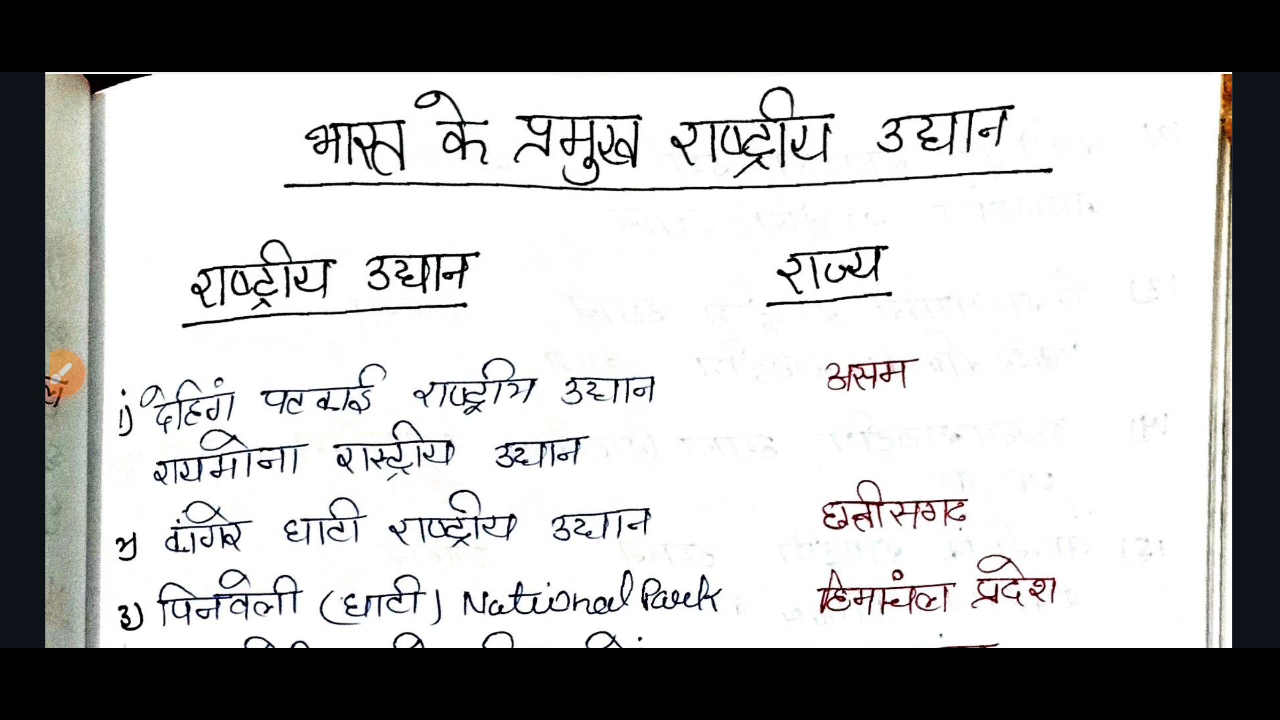 भारत के प्रमुख राष्ट्रीय उद्यान
राष्ट्रीय उद्यान राज्य
1) देहिंग पटकाई राष्ट्रीय उद्यान असम
रायमोना रास्ट्रीय उद्यान
2) कांगेर घाटी राष्ट्रीय उद्यान छत्तीसगढ़
3) पिनवेली (घाटी) National Park हिमाचंल प्रदेश